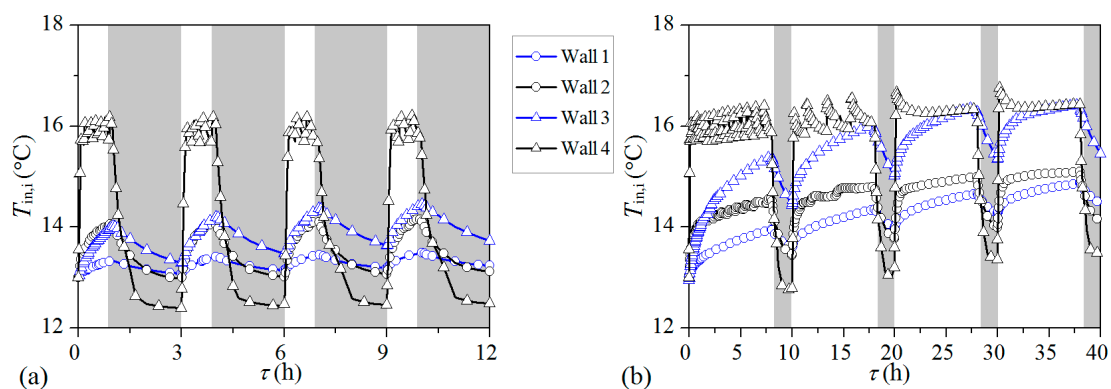 18
16
14
12
T_in,i (°C)
0
3
6
9
12
τ (h)
(a)
Wall 1
Wall 2
Wall 3
Wall 4
18
16
14
12
T_in,i (°C)
0
5
10
15
20
25
30
35
40
τ (h)
(b)